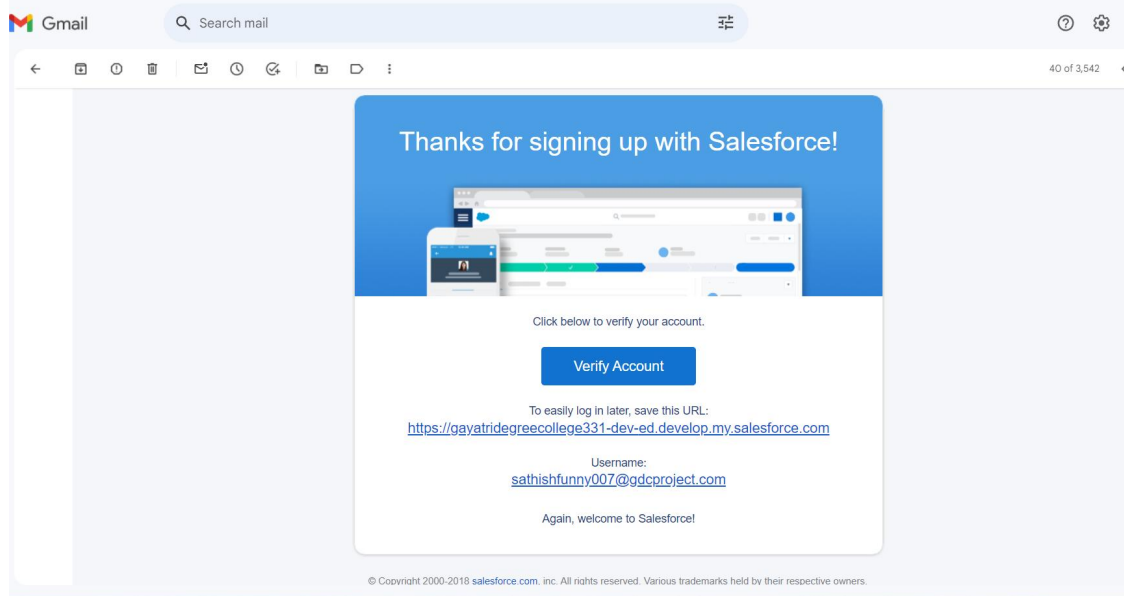 Gmail
Search mail
40 of 3,542
Thanks for signing up with Salesforce!
Click below to verify your account.
Verify Account
To easily log in later, save this URL:
https://gayatridegreecollege331-dev-ed.develop.my.salesforce.com
Username:
sathishfunny007@gdcproject.com
Again, welcome to Salesforce!
© Copyright 2000-2018 salesforce.com, inc. All rights reserved. Various trademarks held by their respective owners.